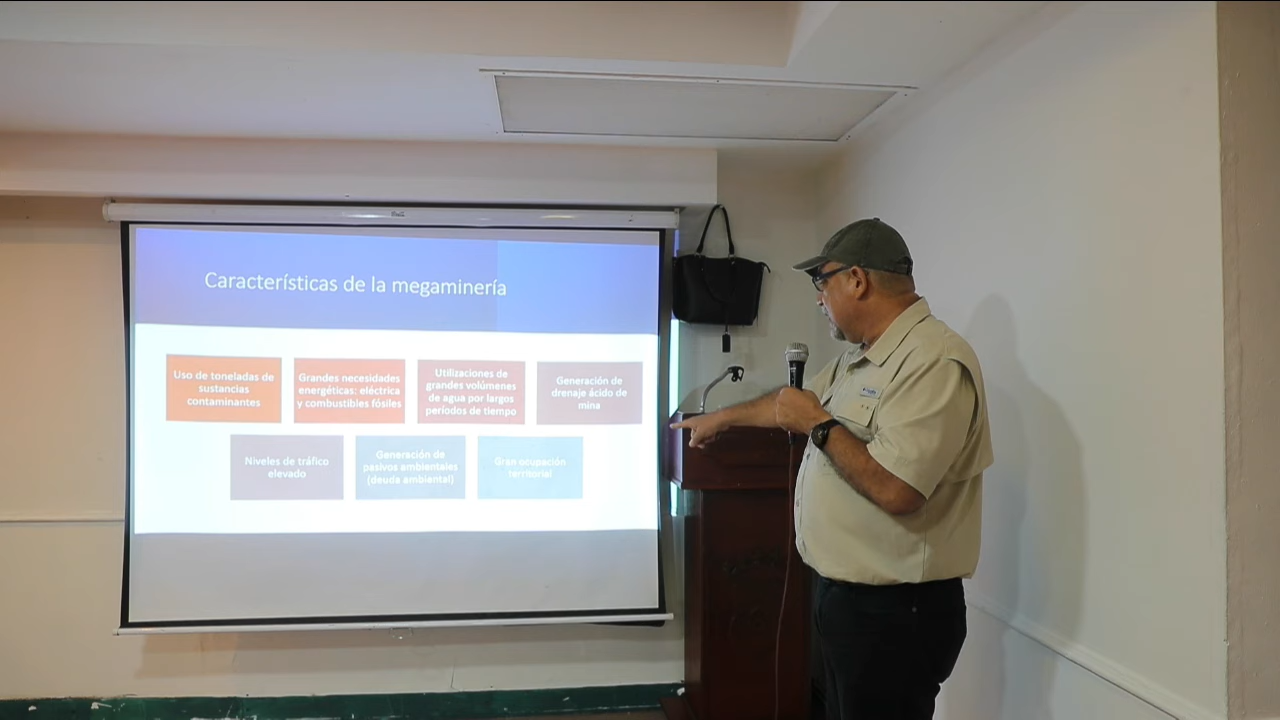 Características de la megaminería
Uso de toneladas de
sustancias
contaminantes
Grandes necesidades
energéticas: eléctrica
y combustibles fósiles
Utilizaciones de
grandes volúmenes
de agua por largos
períodos de tiempo
Generación de
drenaje ácido de
mina
Niveles de tráfico
elevado
Generación de
pasivos ambientales
(deuda ambiantal)
Gran ocupación
territorial